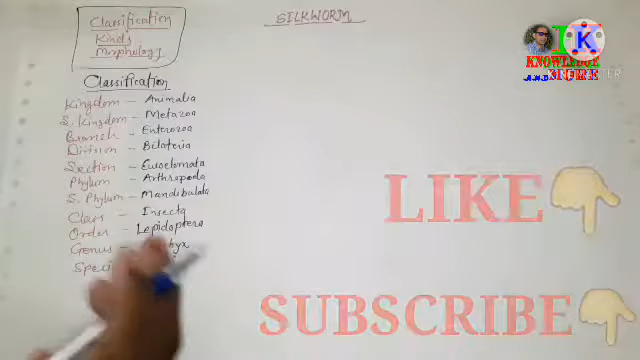 Classification
Kinds
Morphology
SILKWORM
KNOWLEDGE
K
Classification
Kingdom - Animalia
S. Kingdom - Metazoa
Branch - Enterozoa
Division - Bilateria
Section - Eucelomata
Phylum - Arthropoda
S. Phylum - Mandibulata
Class - Insecta
Order - Lepidoptera
Genus -
LIKE
SUBSCRIBE